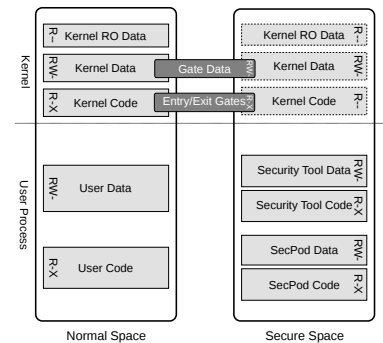 Kernel
User Process
R--
Kernel RO Data
RW-
Kernel Data
R-X
Kernel Code
RW-
User Data
R-X
User Code
Gate Data
RW-
Entry/Exit Gates
R-X
Kernel RO Data
R--
Kernel Data
RW-
Kernel Code
R--
Security Tool Data
RW-
Security Tool Code
R-X
SecPod Data
RW-
SecPod Code
R-X
Normal Space
Secure Space